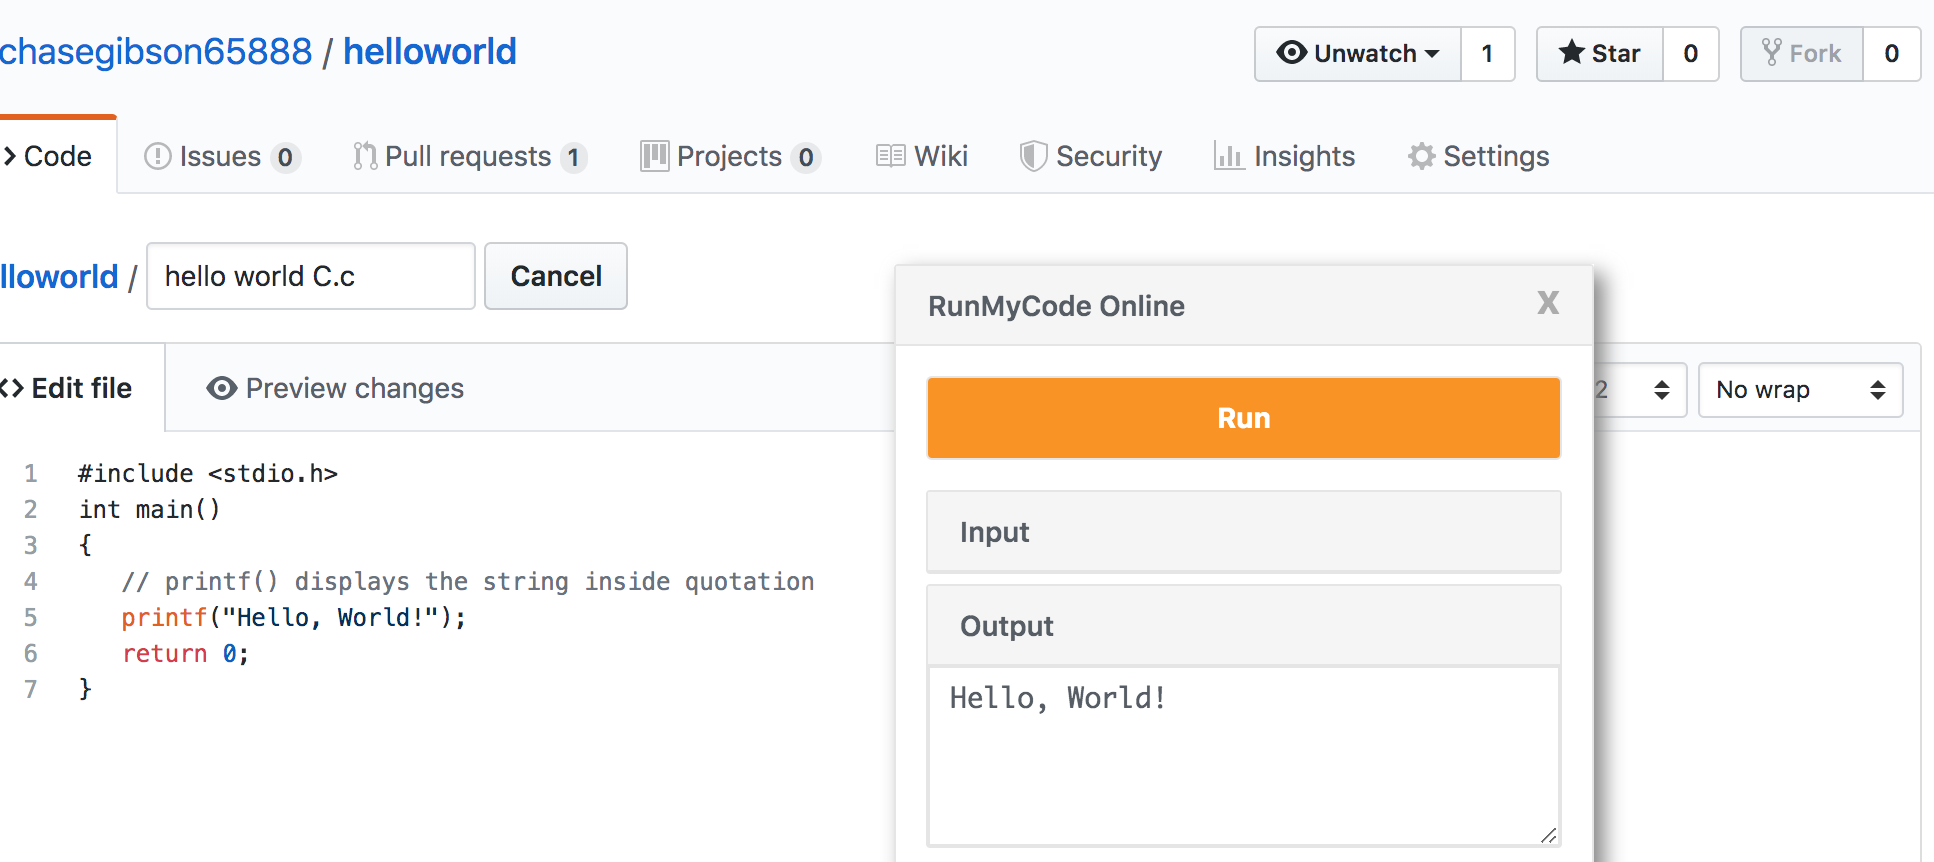 chasegibson65888 / helloworld
Unwatch 1 Star 0 Fork 0
Code Issues 0 Pull requests 1 Projects 0 Wiki Security Insights Settings
lloworld / hello world C.c Cancel
RunMyCode Online X
Edit file Preview changes
2 No wrap
Run
Input
Output
Hello, World!
1 #include <stdio.h>
2 int main()
3 {
4 // printf() displays the string inside quotation
5 printf("Hello, World!");
6 return 0;
7 }